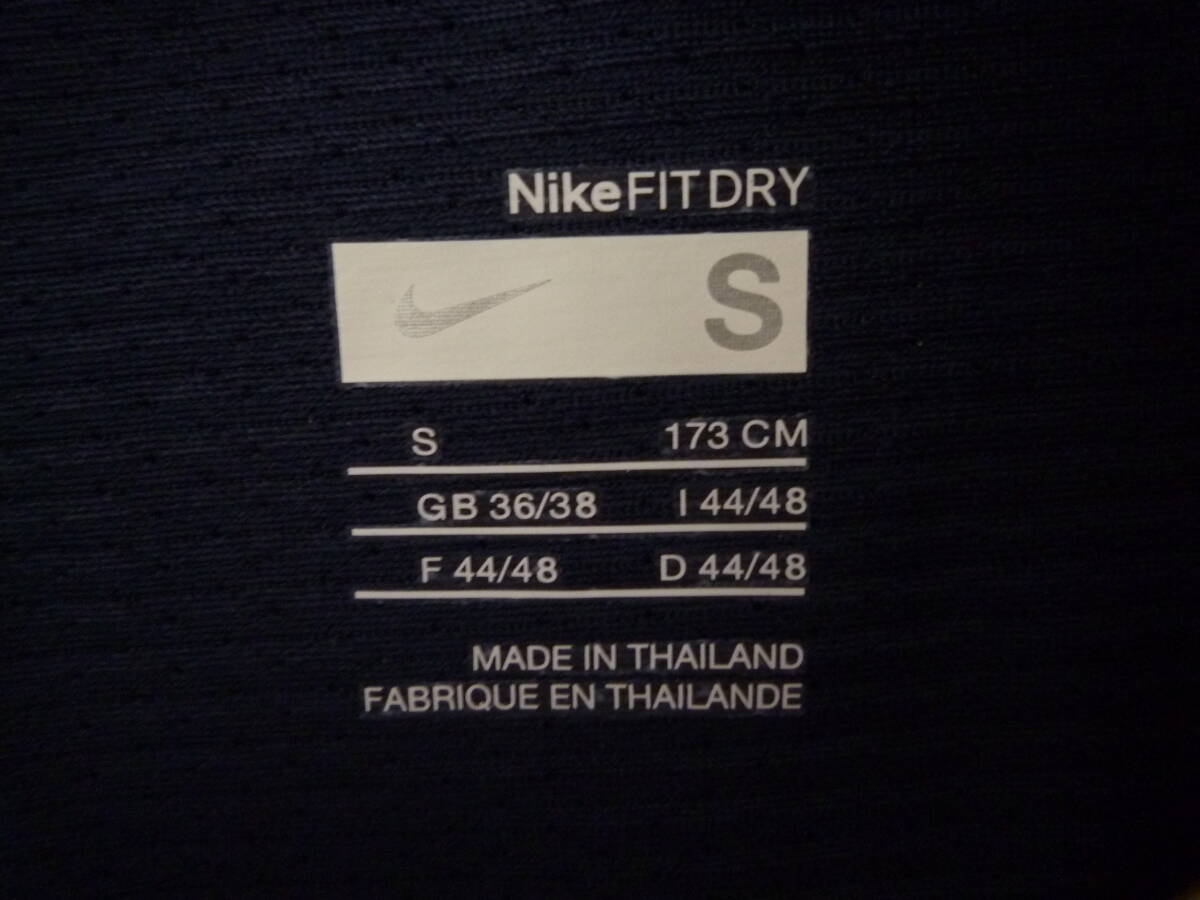 NikeFIT DRY
S
S 173 CM
GB 36/38 I 44/48
F 44/48 D 44/48
MADE IN THAILAND
FABRIQUE EN THAILANDE